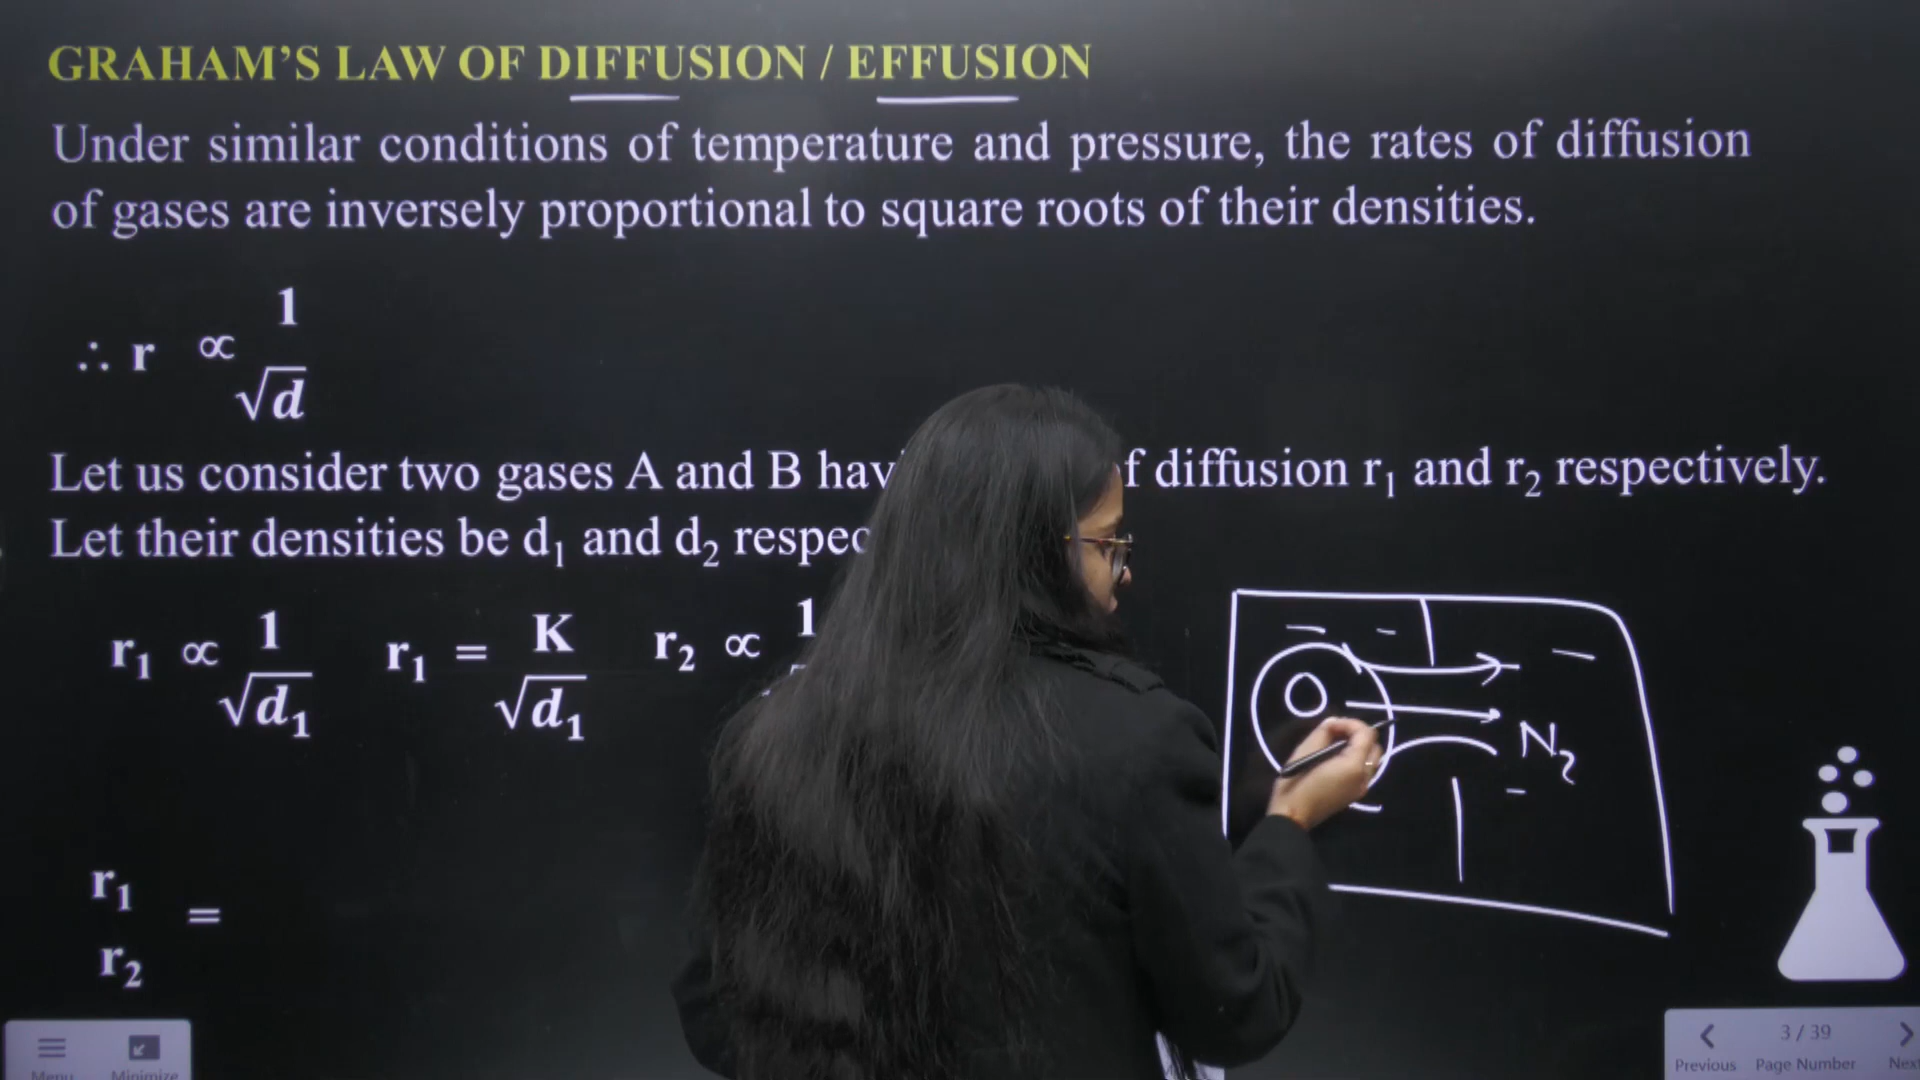 GRAHAM'S LAW OF DIFFUSION / EFFUSION
Under similar conditions of temperature and pressure, the rates of diffusion
of gases are inversely proportional to square roots of their densities.
∴ r ∝ 1/√d
Let us consider two gases A and B hav f diffusion r₁ and r₂ respectively.
Let their densities be d₁ and d₂ respec
r₁ ∝ 1/√d₁ r₁ = K/√d₁ r₂ ∝ 1
O
N₂
r₁/r₂ =
Menu Minimize
3 / 39
Previous Page Number Next